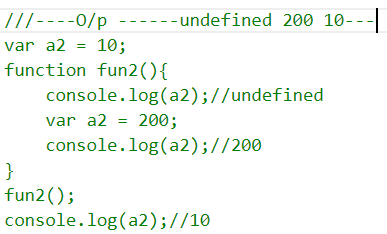 ///----O/p ------undefined 200 10---
var a2 = 10;
function fun2(){
    console.log(a2);//undefined
    var a2 = 200;
    console.log(a2);//200
}
fun2();
console.log(a2);//10